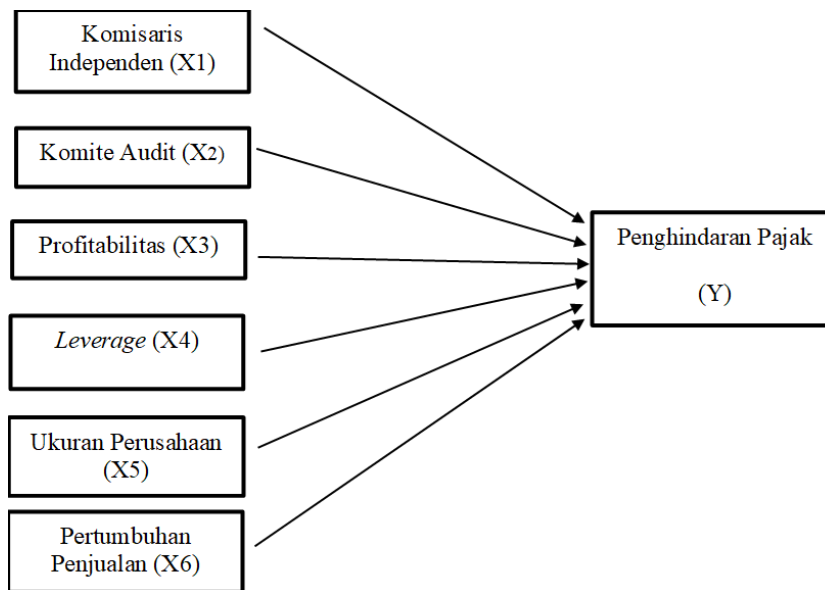 Komisaris
Independen (X1)
Komite Audit (X2)
Profitabilitas (X3)
Leverage (X4)
Ukuran Perusahaan
(X5)
Pertumbuhan
Penjualan (X6)
Penghindaran Pajak
(Y)